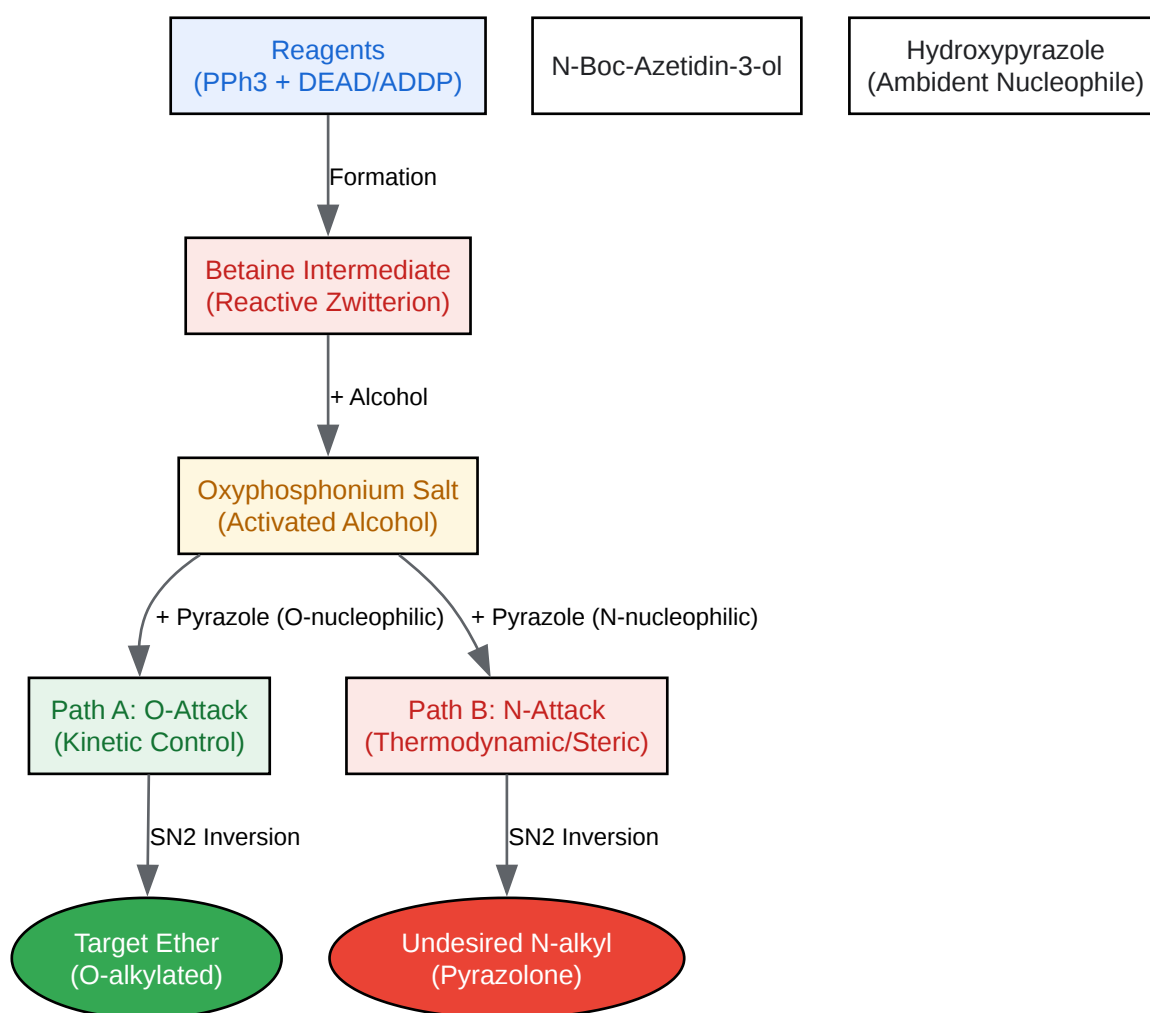 Reagents
(PPh3 + DEAD/ADDP)
N-Boc-Azetidin-3-ol
Hydroxypyrazole
(Ambident Nucleophile)
Formation
Betaine Intermediate
(Reactive Zwitterion)
+ Alcohol
Oxyphosphonium Salt
(Activated Alcohol)
+ Pyrazole (O-nucleophilic)
+ Pyrazole (N-nucleophilic)
Path A: O-Attack
(Kinetic Control)
Path B: N-Attack
(Thermodynamic/Steric)
SN2 Inversion
SN2 Inversion
Target Ether
(O-alkylated)
Undesired N-alkyl
(Pyrazolone)